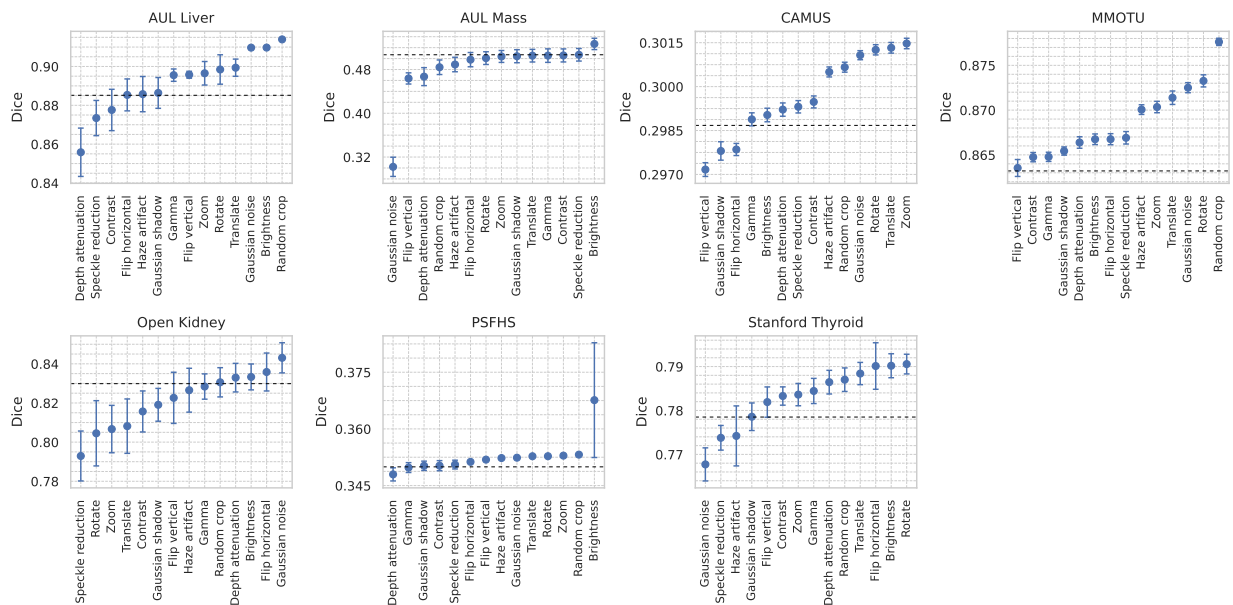 AUL Liver
Dice
0.90
0.88
0.86
0.84
Depth attenuation
Speckle reduction
Contrast
Flip horizontal
Haze artifact
Gaussian shadow
Gamma
Flip vertical
Zoom
Rotate
Translate
Gaussian noise
Brightness
Random crop
AUL Mass
Dice
0.48
0.40
0.32
Gaussian noise
Flip vertical
Depth attenuation
Rotate
Random crop
Haze artifact
Flip horizontal
Zoom
Gaussian shadow
Translate
Gamma
Contrast
Speckle reduction
Brightness
CAMUS
Dice
0.3015
0.3000
0.2985
0.2970
Flip vertical
Gaussian shadow
Flip horizontal
Gamma
Brightness
Depth attenuation
Speckle reduction
Contrast
Haze artifact
Random crop
Gaussian noise
Rotate
Translate
Zoom
MMOTU
Dice
0.875
0.870
0.865
Flip vertical
Contrast
Gamma
Gaussian shadow
Depth attenuation
Brightness
Flip horizontal
Speckle reduction
Haze artifact
Zoom
Translate
Gaussian noise
Rotate
Random crop
Open Kidney
Dice
0.84
0.82
0.80
0.78
Speckle reduction
Rotate
Zoom
Translate
Contrast
Gaussian shadow
Flip vertical
Haze artifact
Gamma
Random crop
Depth attenuation
Brightness
Flip horizontal
Gaussian noise
PSFHS
Dice
0.375
0.360
0.345
Depth attenuation
Gamma
Gaussian shadow
Contrast
Speckle reduction
Flip horizontal
Flip vertical
Haze artifact
Gaussian noise
Translate
Rotate
Zoom
Random crop
Brightness
Stanford Thyroid
Dice
0.79
0.78
0.77
Gaussian noise
Speckle reduction
Haze artifact
Gaussian shadow
Flip vertical
Contrast
Zoom
Gamma
Depth attenuation
Random crop
Translate
Flip horizontal
Brightness
Rotate